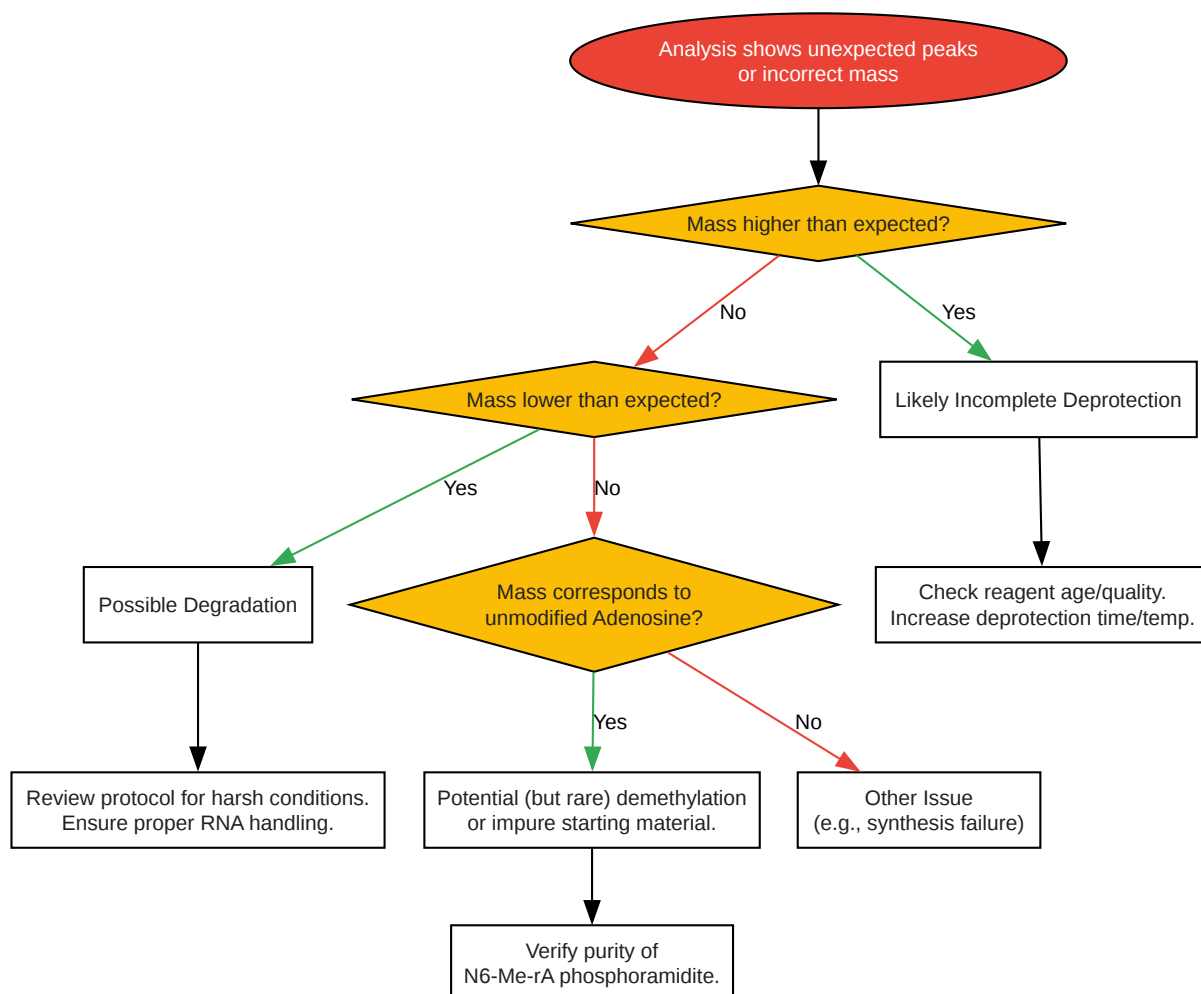 Analysis shows unexpected peaks
or incorrect mass
Mass higher than expected?
No
Yes
Mass lower than expected?
Likely Incomplete Deprotection
Yes
No
Possible Degradation
Mass corresponds to
unmodified Adenosine?
Check reagent age/quality.
Increase deprotection time/temp.
Yes
No
Review protocol for harsh conditions.
Ensure proper RNA handling.
Potential (but rare) demethylation
or impure starting material.
Other Issue
(e.g., synthesis failure)
Verify purity of
N6-Me-rA phosphoramidite.